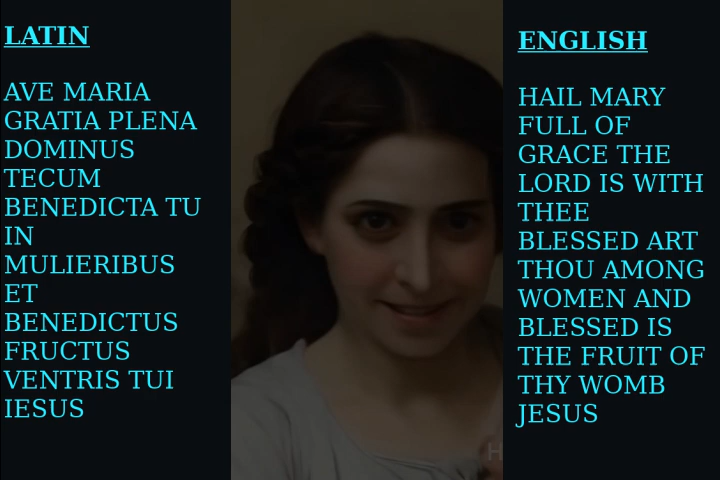 LATIN
AVE MARIA
GRATIA PLENA
DOMINUS
TECUM
BENEDICTA TU
IN
MULIERIBUS
ET
BENEDICTUS
FRUCTUS
VENTRIS TUI
IESUS
ENGLISH
HAIL MARY
FULL OF
GRACE THE
LORD IS WITH
THEE
BLESSED ART
THOU AMONG
WOMEN AND
BLESSED IS
THE FRUIT OF
THY WOMB
JESUS